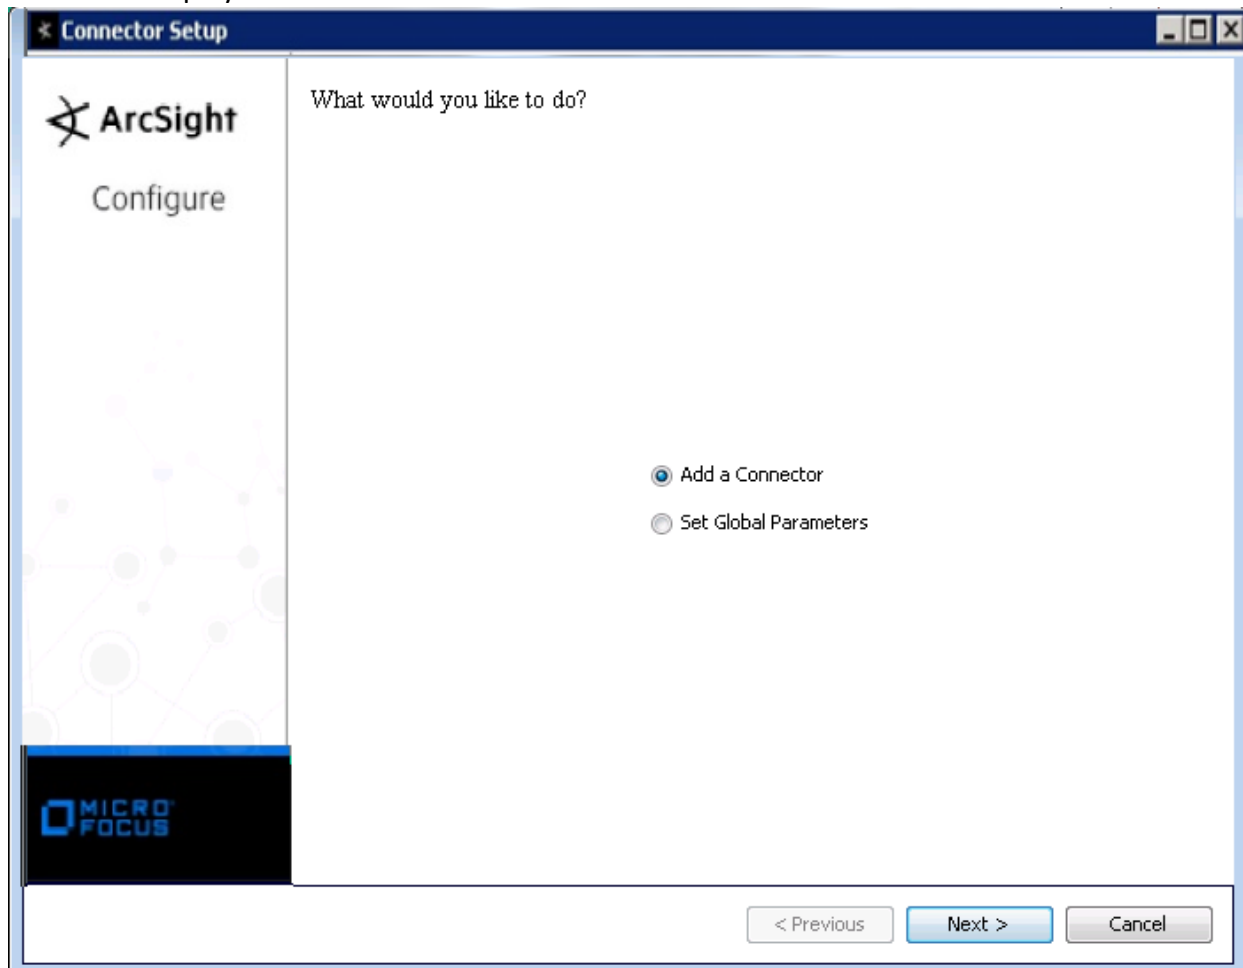 Connector Setup
ArcSight
Configure
What would you like to do?
Add a Connector
Set Global Parameters
MICRO
FOCUS
< Previous
Next >
Cancel